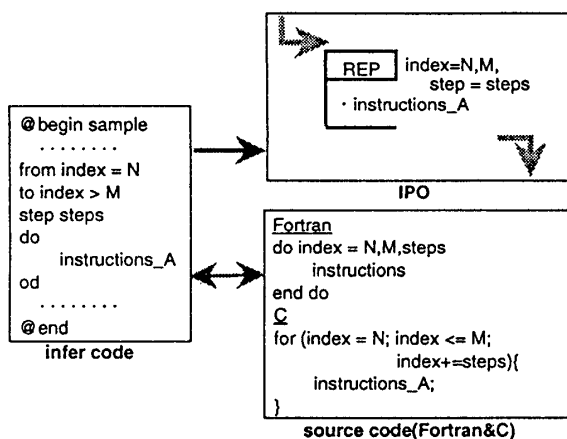 REP
index=N,M,
step = steps
· instructions_A
IPO
@begin sample
. . . . . . . .
from index = N
to index > M
step steps
do
instructions_A
od
. . . . . . . .
@end
infer code
Fortran
do index = N,M,steps
instructions
end do
C
for (index = N; index <= M;
index+=steps){
instructions_A;
}
source code(Fortran&C)